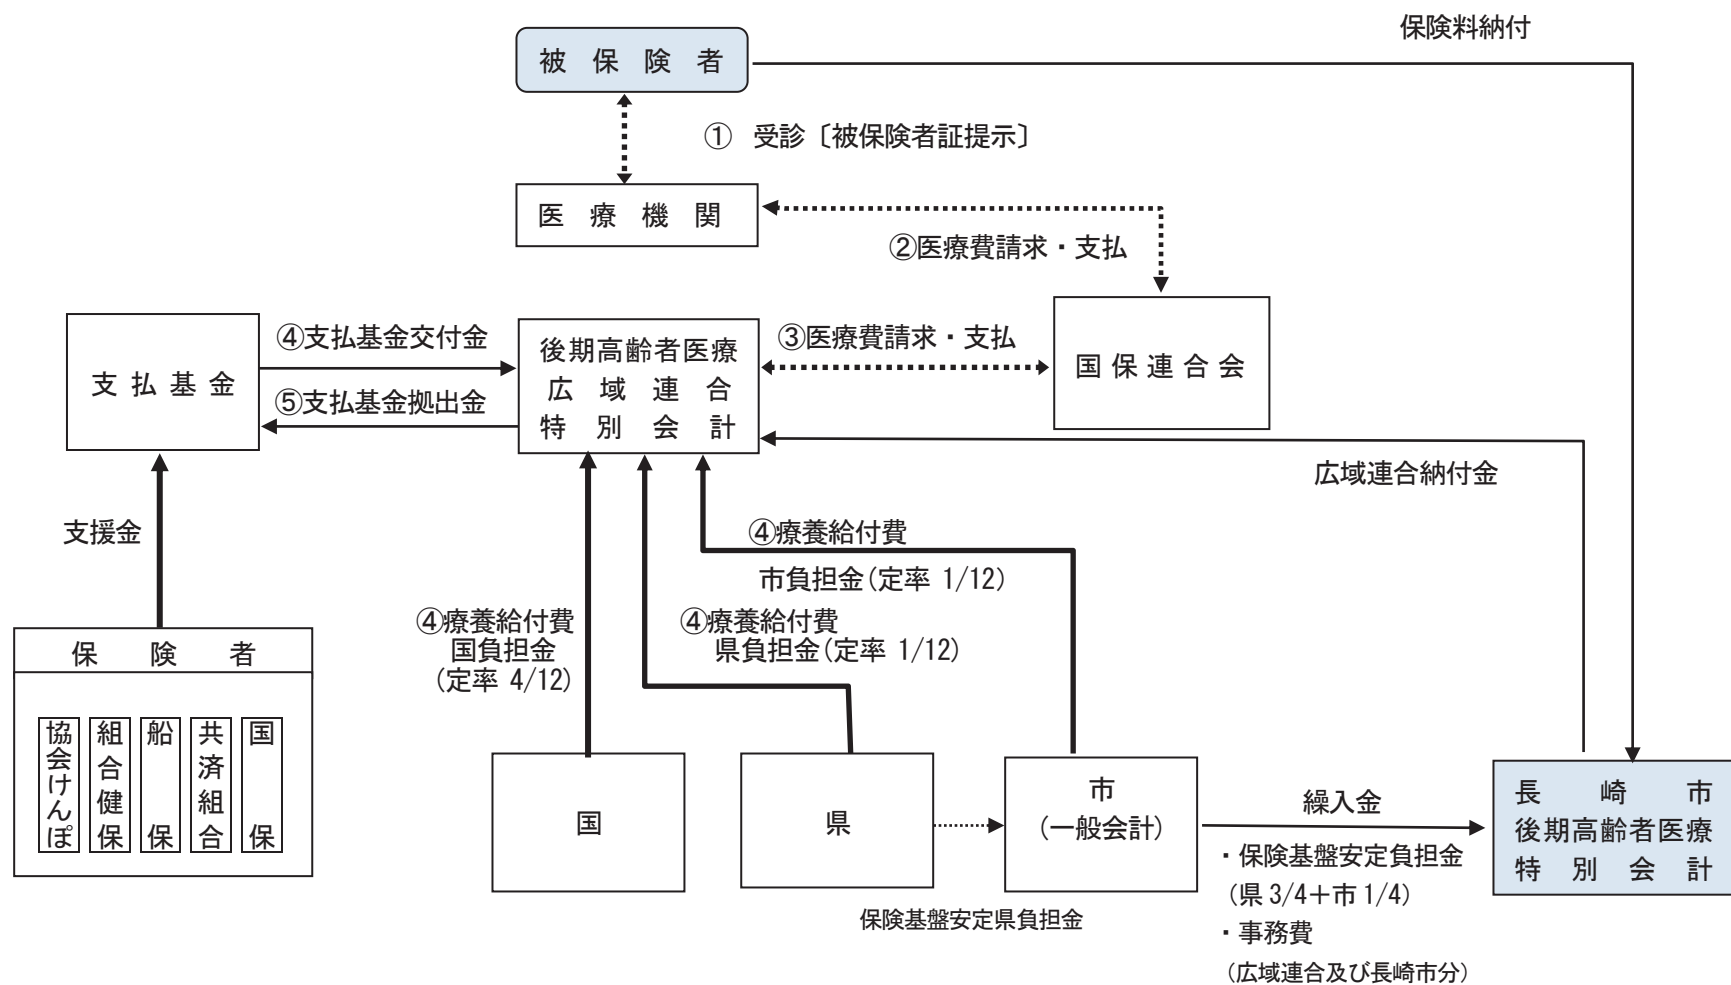 保険料納付
被保険者
① 受診〔被保険者証提示〕
医療機関
②医療費請求・支払
支払基金
④支払基金交付金
⑤支払基金拠出金
後期高齢者医療
広域連合
特別会計
③医療費請求・支払
国保連合会
広域連合納付金
支援金
④療養給付費
市負担金(定率 1/12)
④療養給付費
国負担金
(定率 4/12)
④療養給付費
県負担金(定率 1/12)
保険者
協会けんぽ
組合健保
船保
共済組合
国保
国
県
市
(一般会計)
保険基盤安定県負担金
繰入金
・保険基盤安定負担金
(県 3/4+市 1/4)
・事務費
(広域連合及び長崎市分)
長崎市
後期高齢者医療
特別会計